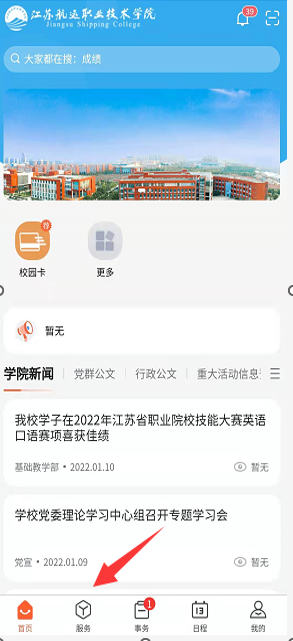 江苏航运职业技术学院
Jiangsu Shipping College
39
大家都在搜：成绩
荐
校园卡
更多
暂无
学院新闻
党群公文
行政公文
重大活动信息
我校学子在2022年江苏省职业院校技能大赛英语
口语赛项喜获佳绩
基础教学部 • 2022.01.10
暂无
学校党委理论学习中心组召开专题学习会
党宣 • 2022.01.09
暂无
1
13
首页
服务
事务
日程
我的